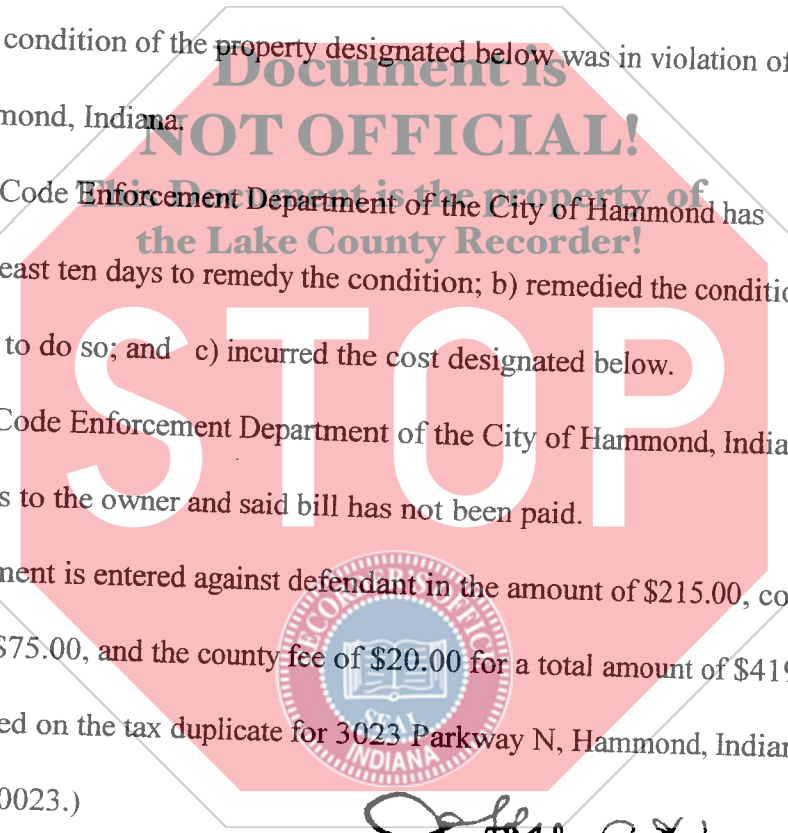 condition of the property designated below was in violation of
Document is
mond, Indiana.
NOT OFFICIAL!
Code Enforcement Department of the City of Hammond has
This Document is the property of
the Lake County Recorder!
east ten days to remedy the condition; b) remedied the conditio
to do so; and c) incurred the cost designated below.
STOP
Code Enforcement Department of the City of Hammond, India
s to the owner and said bill has not been paid.
ment is entered against defendant in the amount of $215.00, co
$75.00, and the county fee of $20.00 for a total amount of $419
ed on the tax duplicate for 3023 Parkway N, Hammond, Indian
0023.)
RECORDER'S OFFICE
SEAL
INDIANA